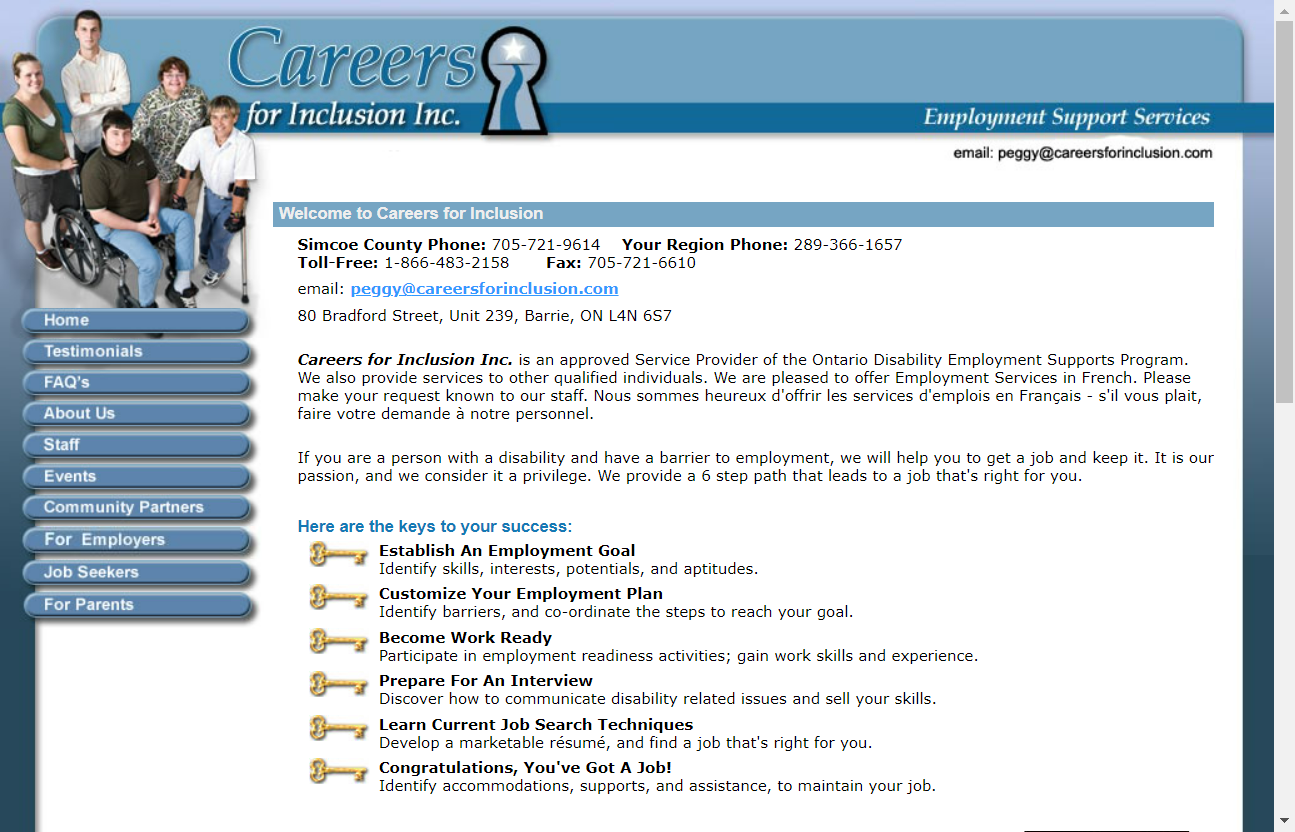 Careers
for Inclusion Inc.
Employment Support Services
email: peggy@careersforinclusion.com
Welcome to Careers for Inclusion
Simcoe County Phone: 705-721-9614 Your Region Phone: 289-366-1657
Toll-Free: 1-866-483-2158 Fax: 705-721-6610
email: peggy@careersforinclusion.com
80 Bradford Street, Unit 239, Barrie, ON L4N 6S7
Home
Testimonials
FAQ's
About Us
Staff
Events
Community Partners
For Employers
Job Seekers
For Parents
Careers for Inclusion Inc. is an approved Service Provider of the Ontario Disability Employment Supports Program.
We also provide services to other qualified individuals. We are pleased to offer Employment Services in French. Please
make your request known to our staff. Nous sommes heureux d'offrir les services d'emplois en Français - s'il vous plait,
faire votre demande à notre personnel.
If you are a person with a disability and have a barrier to employment, we will help you to get a job and keep it. It is our
passion, and we consider it a privilege. We provide a 6 step path that leads to a job that's right for you.
Here are the keys to your success:
Establish An Employment Goal
Identify skills, interests, potentials, and aptitudes.
Customize Your Employment Plan
Identify barriers, and co-ordinate the steps to reach your goal.
Become Work Ready
Participate in employment readiness activities; gain work skills and experience.
Prepare For An Interview
Discover how to communicate disability related issues and sell your skills.
Learn Current Job Search Techniques
Develop a marketable résumé, and find a job that's right for you.
Congratulations, You've Got A Job!
Identify accommodations, supports, and assistance, to maintain your job.